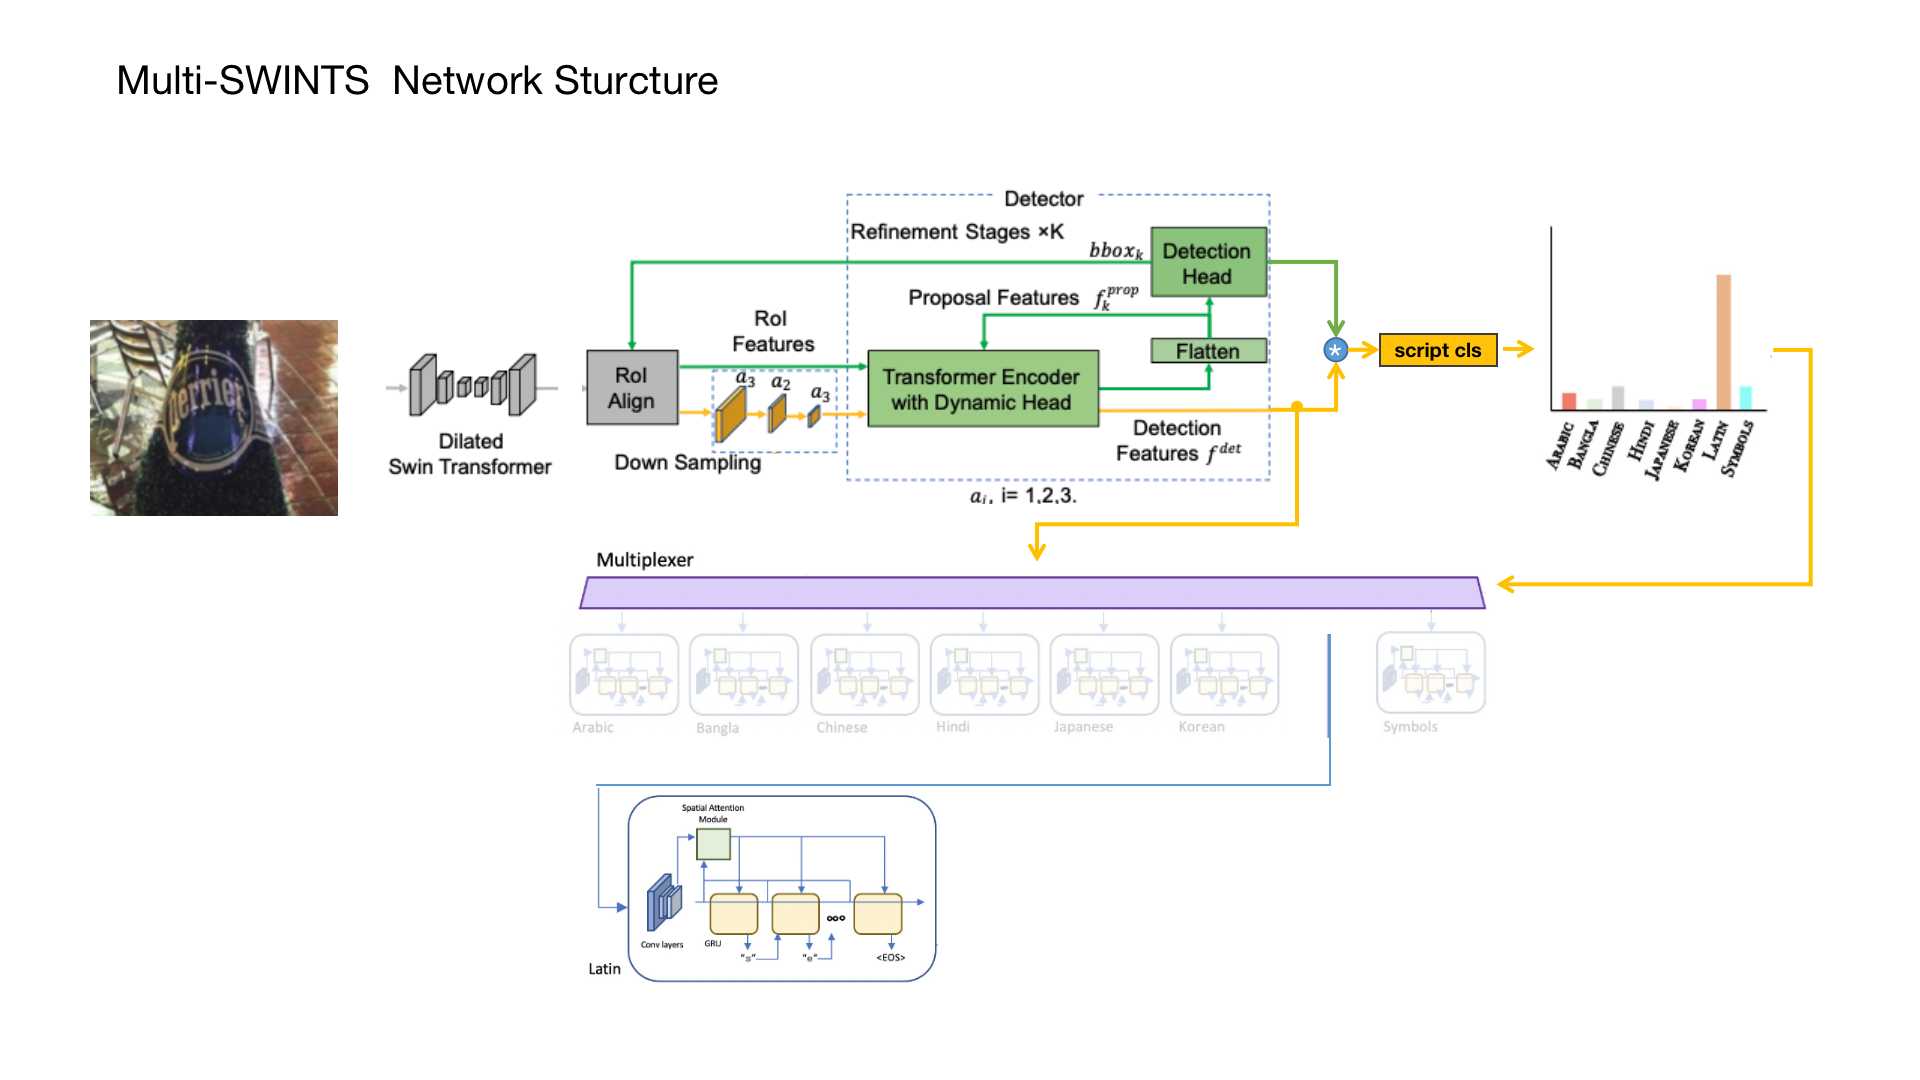 Multi-SWINTS  Network Sturcture
Detector
Refinement Stages ×K
bbox_k
Detection
Head
Proposal Features f_k^prop
RoI
Features
Flatten
script cls
RoI
Align
a₃ a₂ a₃
Transformer Encoder
with Dynamic Head
Dilated
Swin Transformer
Down Sampling
Detection
Features f^det
a_i, i= 1,2,3.
perrier
*
ARABIC
BANGLA
CHINESE
HINDI
JAPANESE
KOREAN
LATIN
SYMBOLS
Multiplexer
Arabic
Bangla
Chinese
Hindi
Japanese
Korean
Symbols
Spatial Attention
Module
Conv layers
GRU
"s"
"e"
<EOS>
Latin